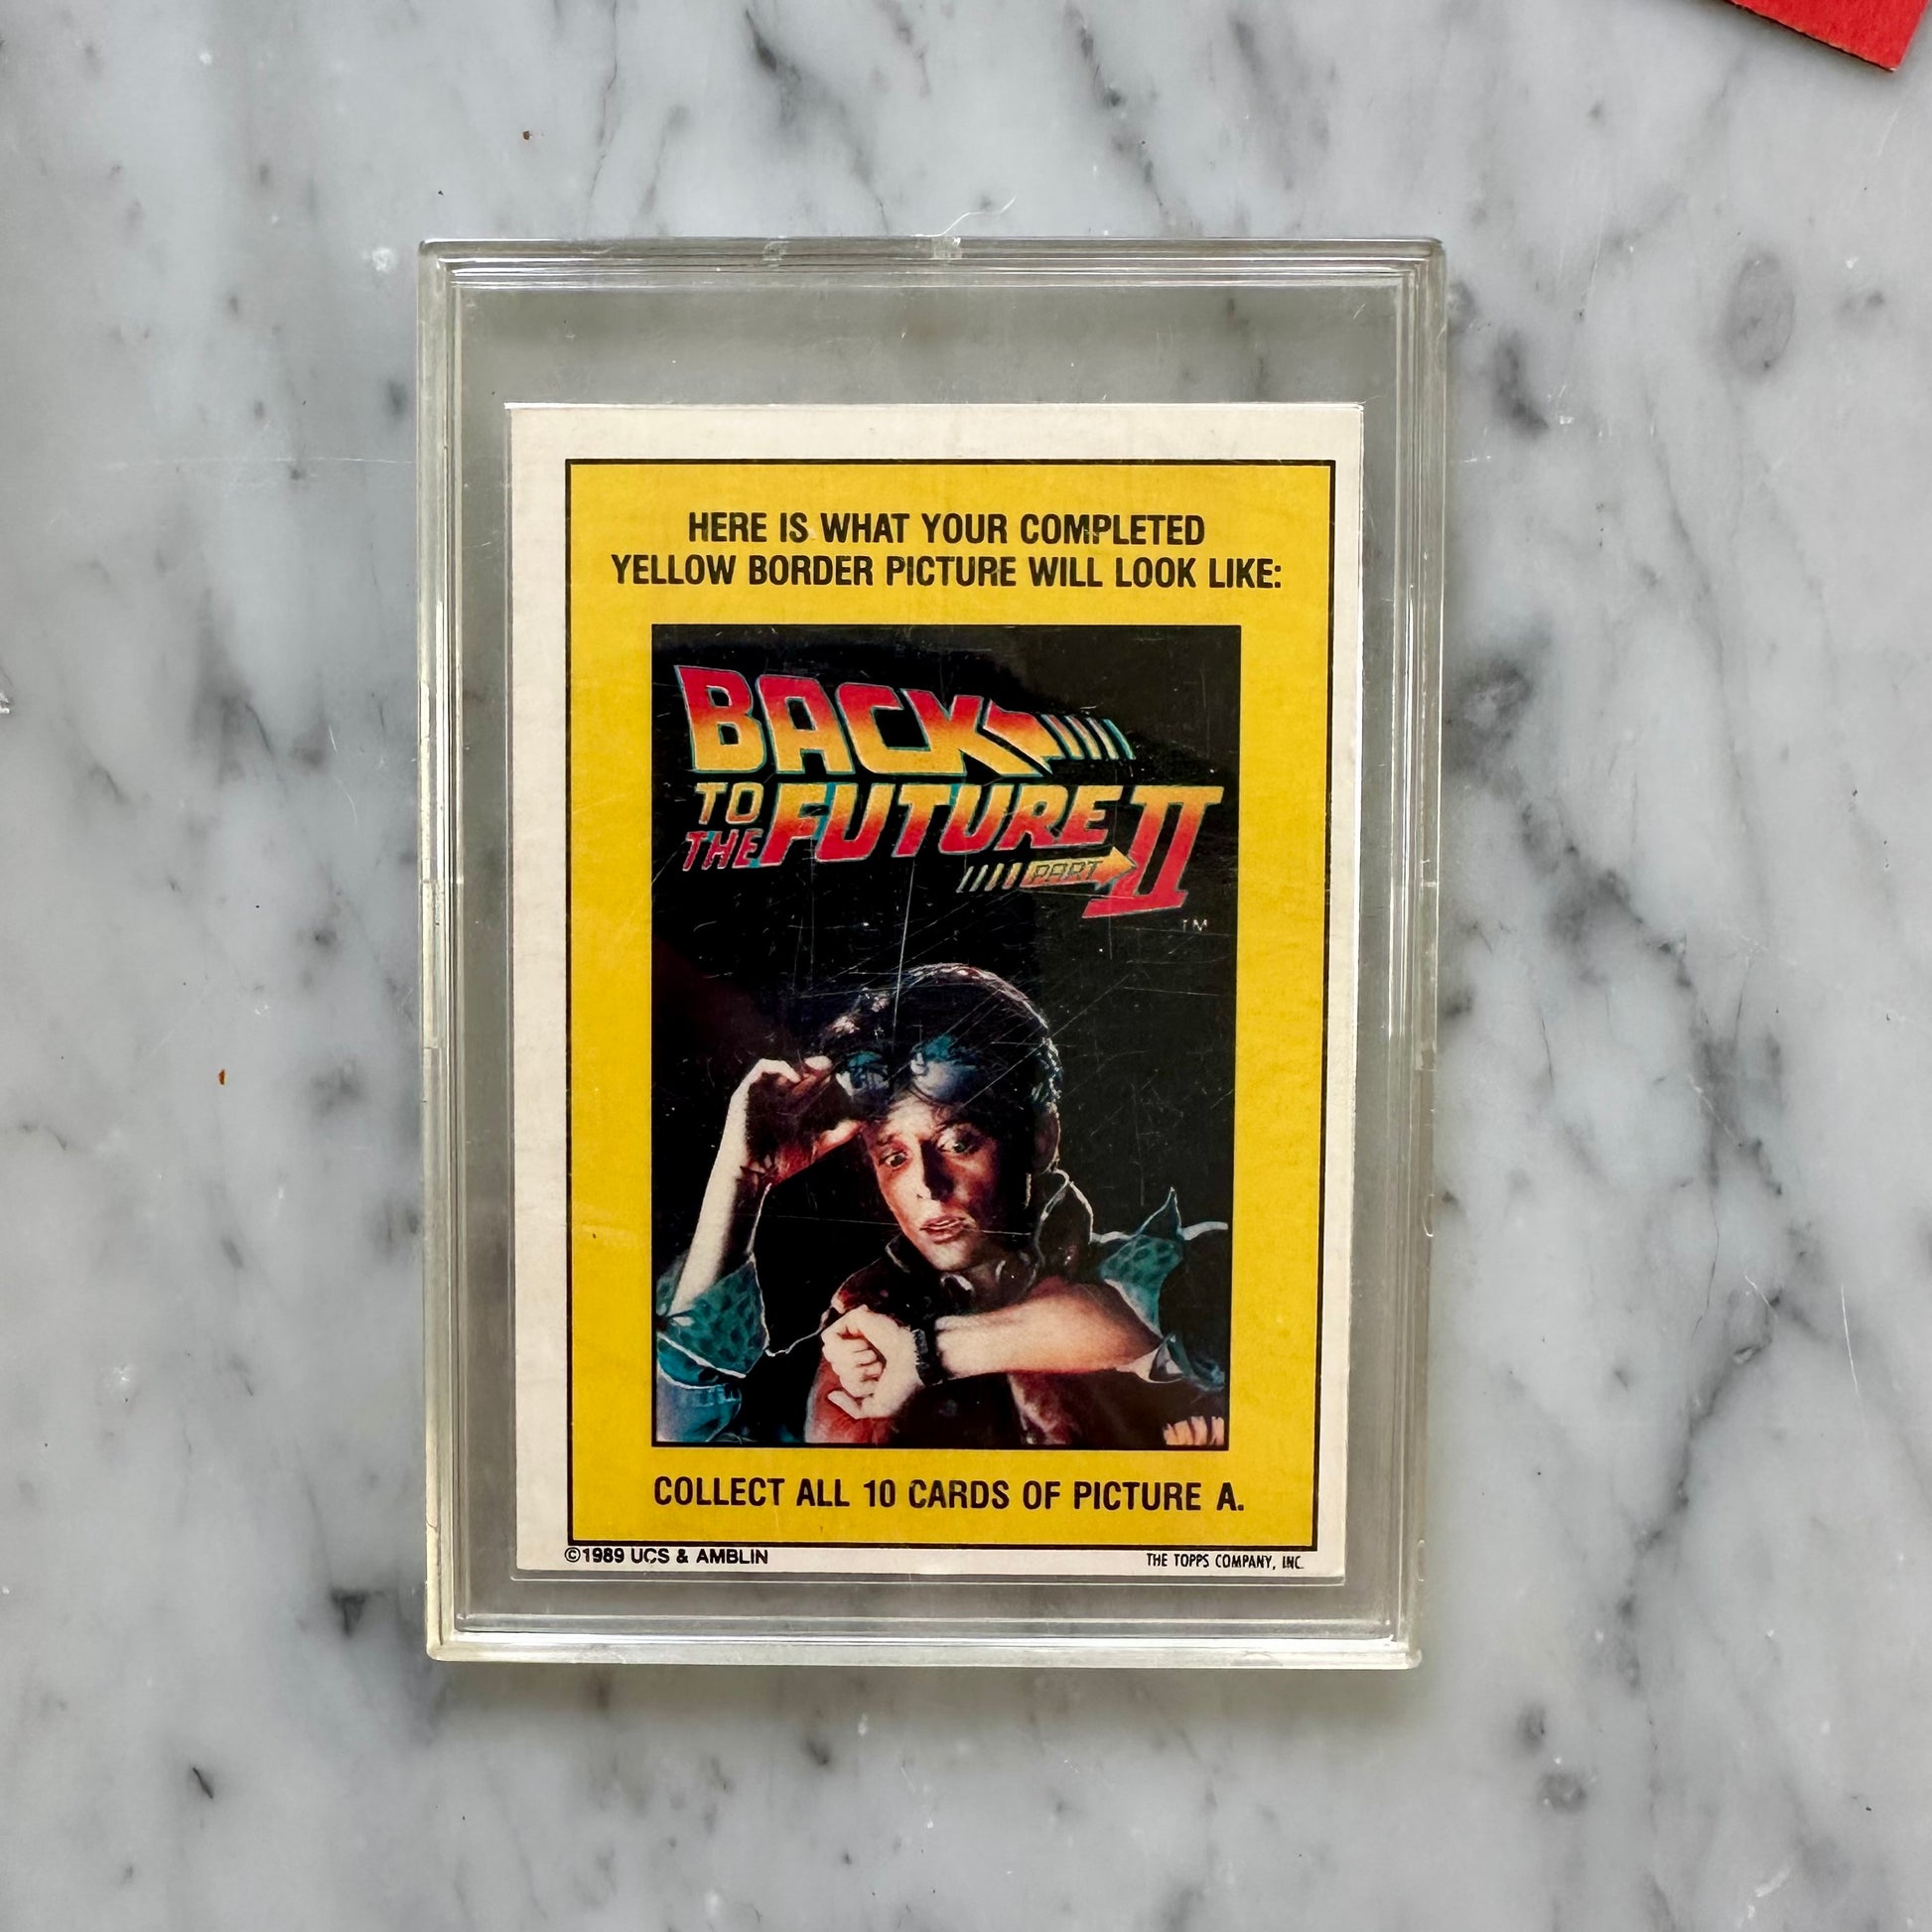 HERE IS WHAT YOUR COMPLETED
YELLOW BORDER PICTURE WILL LOOK LIKE:
BACK
TO THE FUTURE
PART II
™
COLLECT ALL 10 CARDS OF PICTURE A.
©1989 UCS & AMBLIN
THE TOPPS COMPANY, INC.